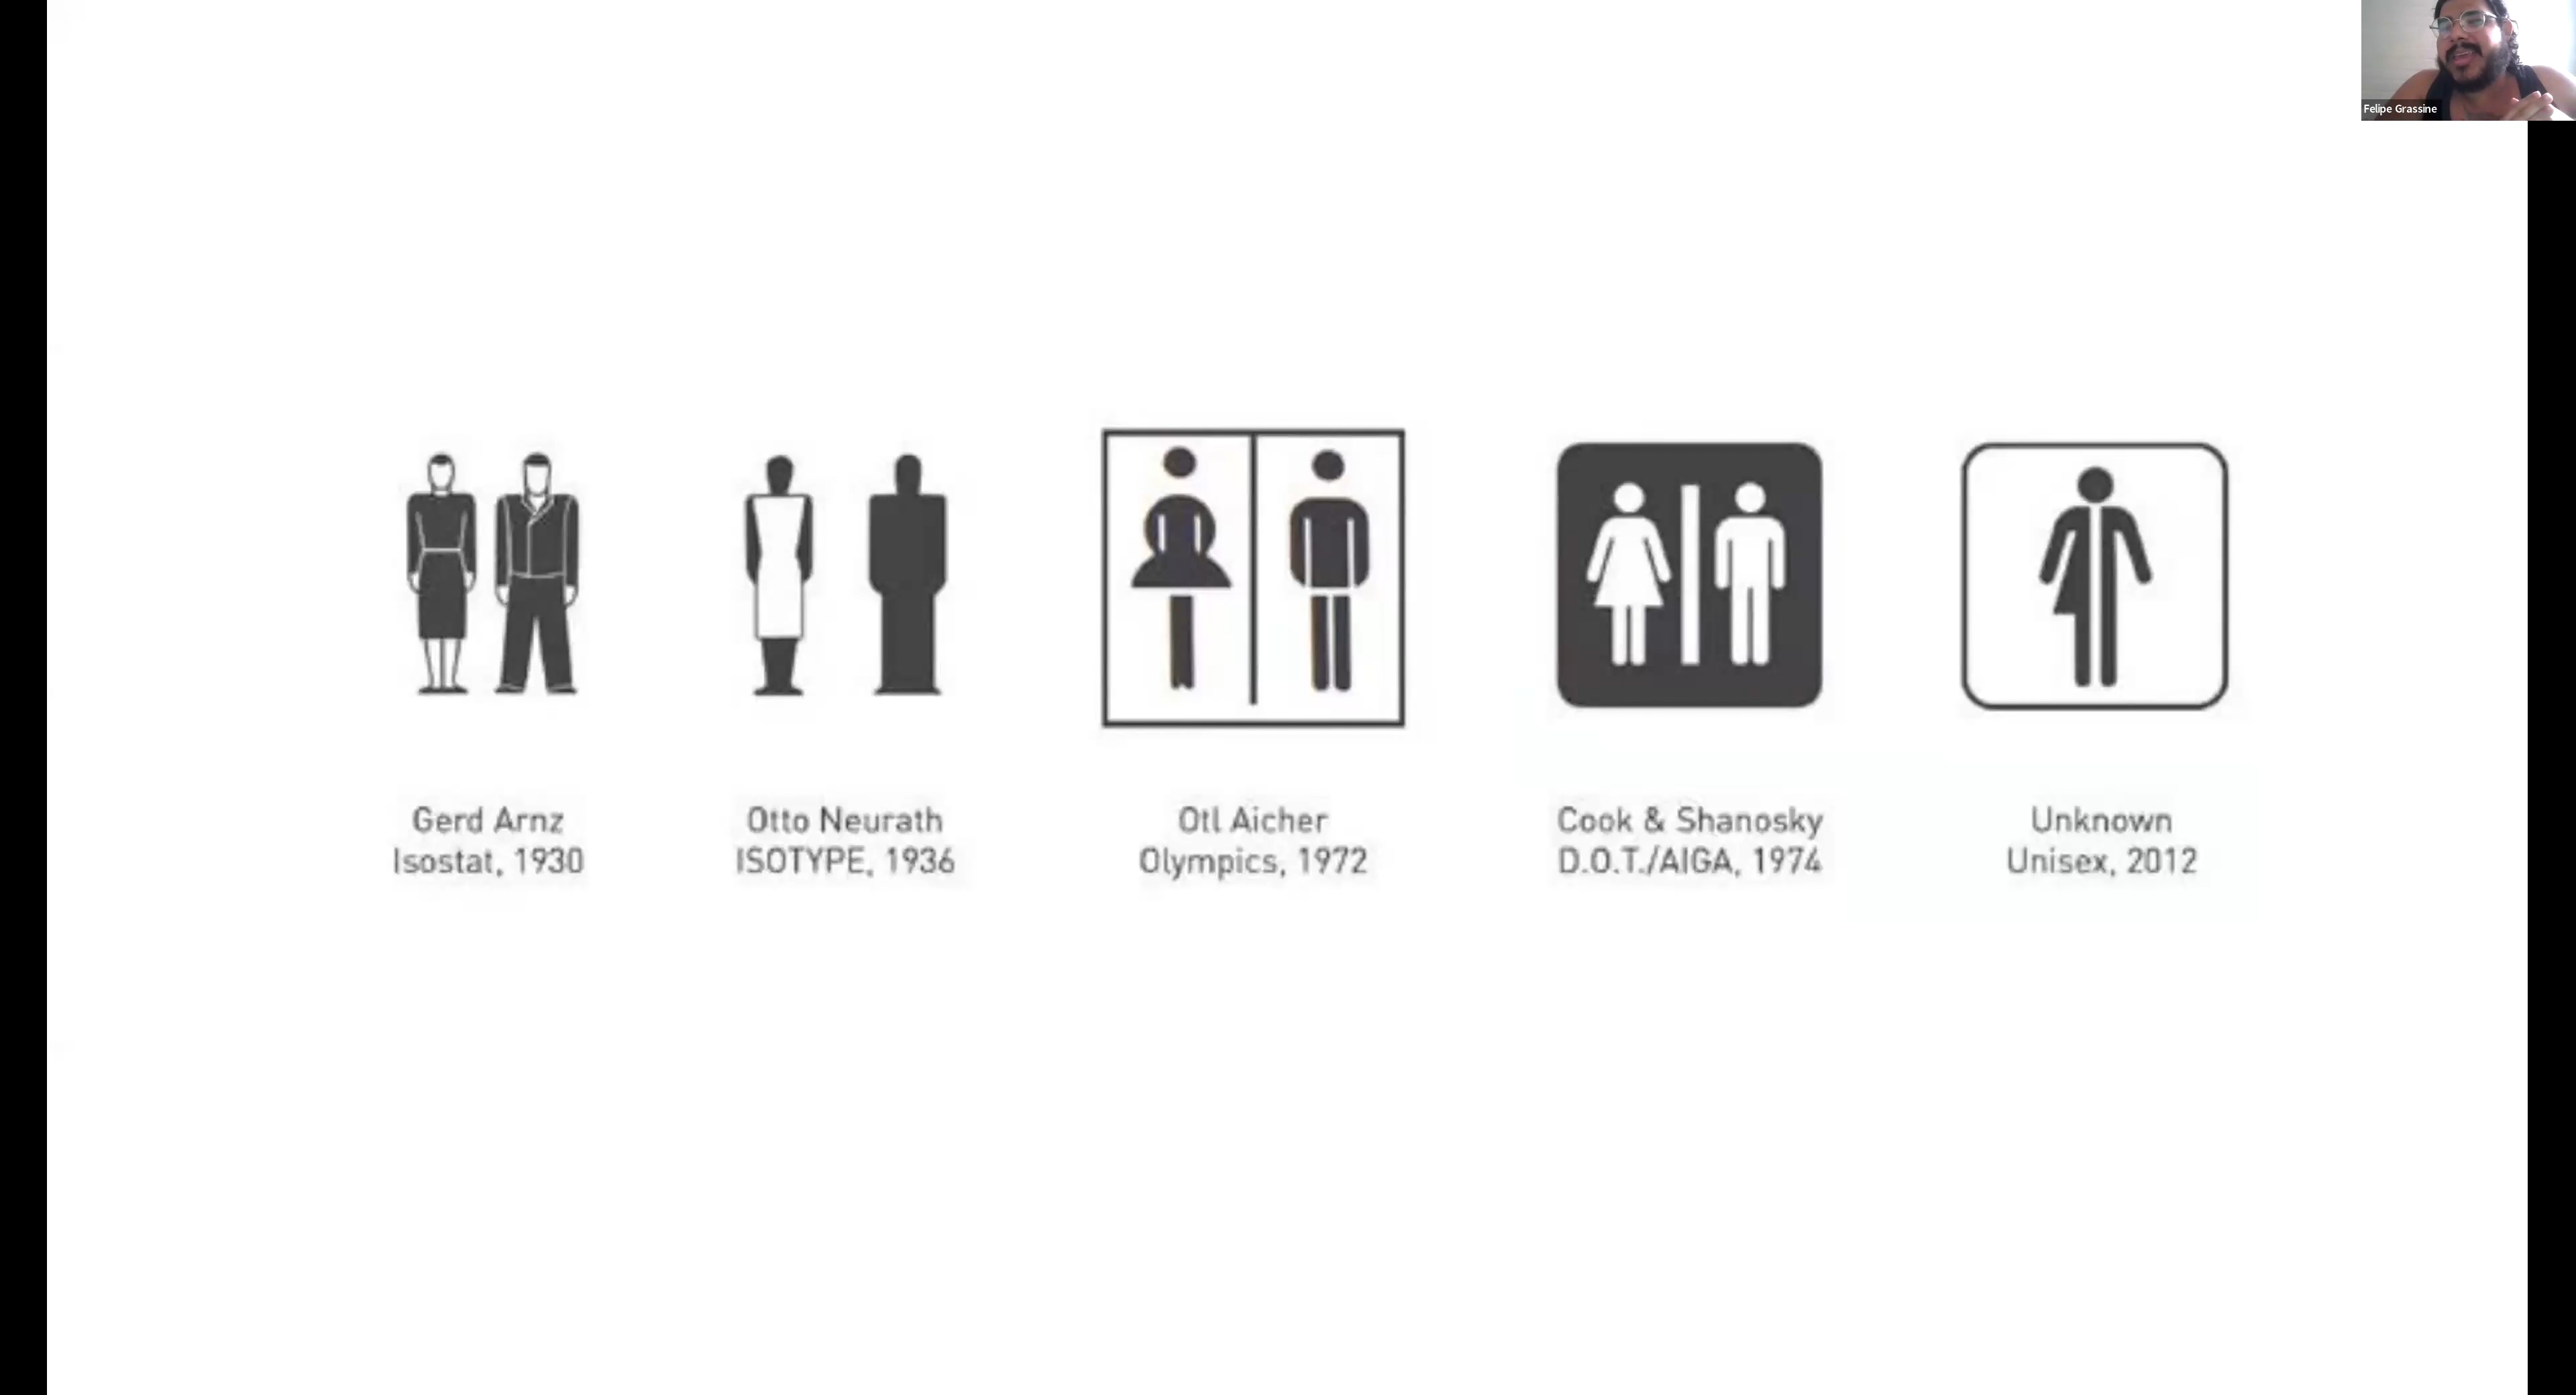 Felipe Grassine
Gerd Arnz
Isostat, 1930
Otto Neurath
ISOTYPE, 1936
Otl Aicher
Olympics, 1972
Cook & Shanosky
D.O.T./AIGA, 1974
Unknown
Unisex, 2012